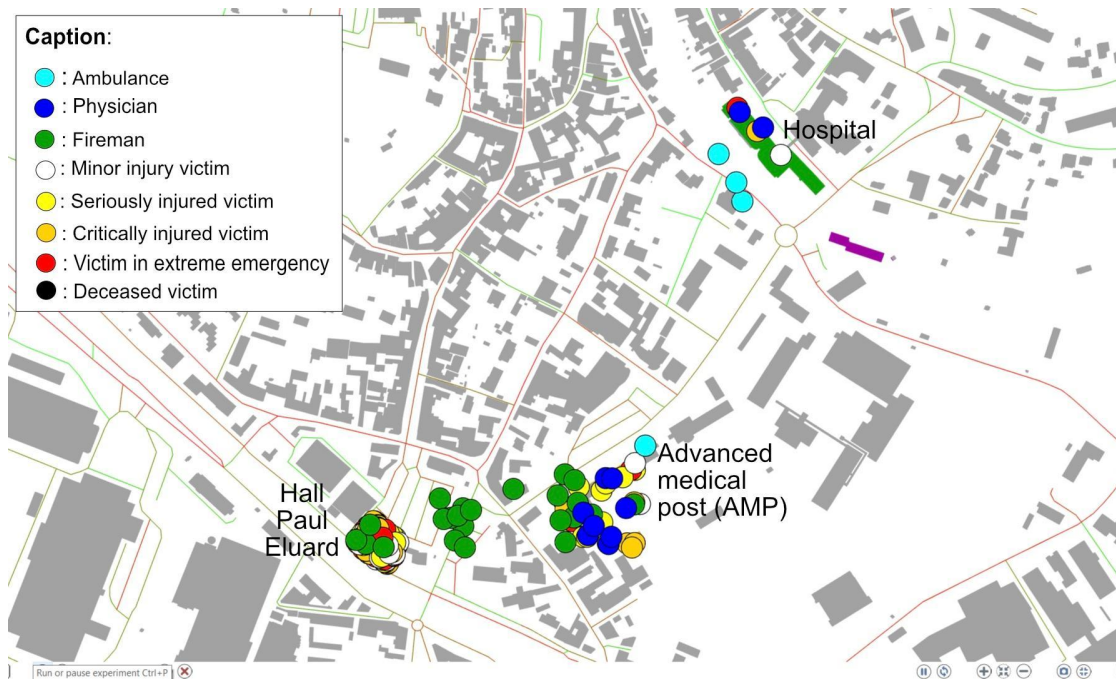 Caption:
: Ambulance
: Physician
: Fireman
: Minor injury victim
: Seriously injured victim
: Critically injured victim
: Victim in extreme emergency
: Deceased victim
Hospital
Advanced
medical
post (AMP)
Hall
Paul
Eluard
Run or pause experiment Ctrl+P